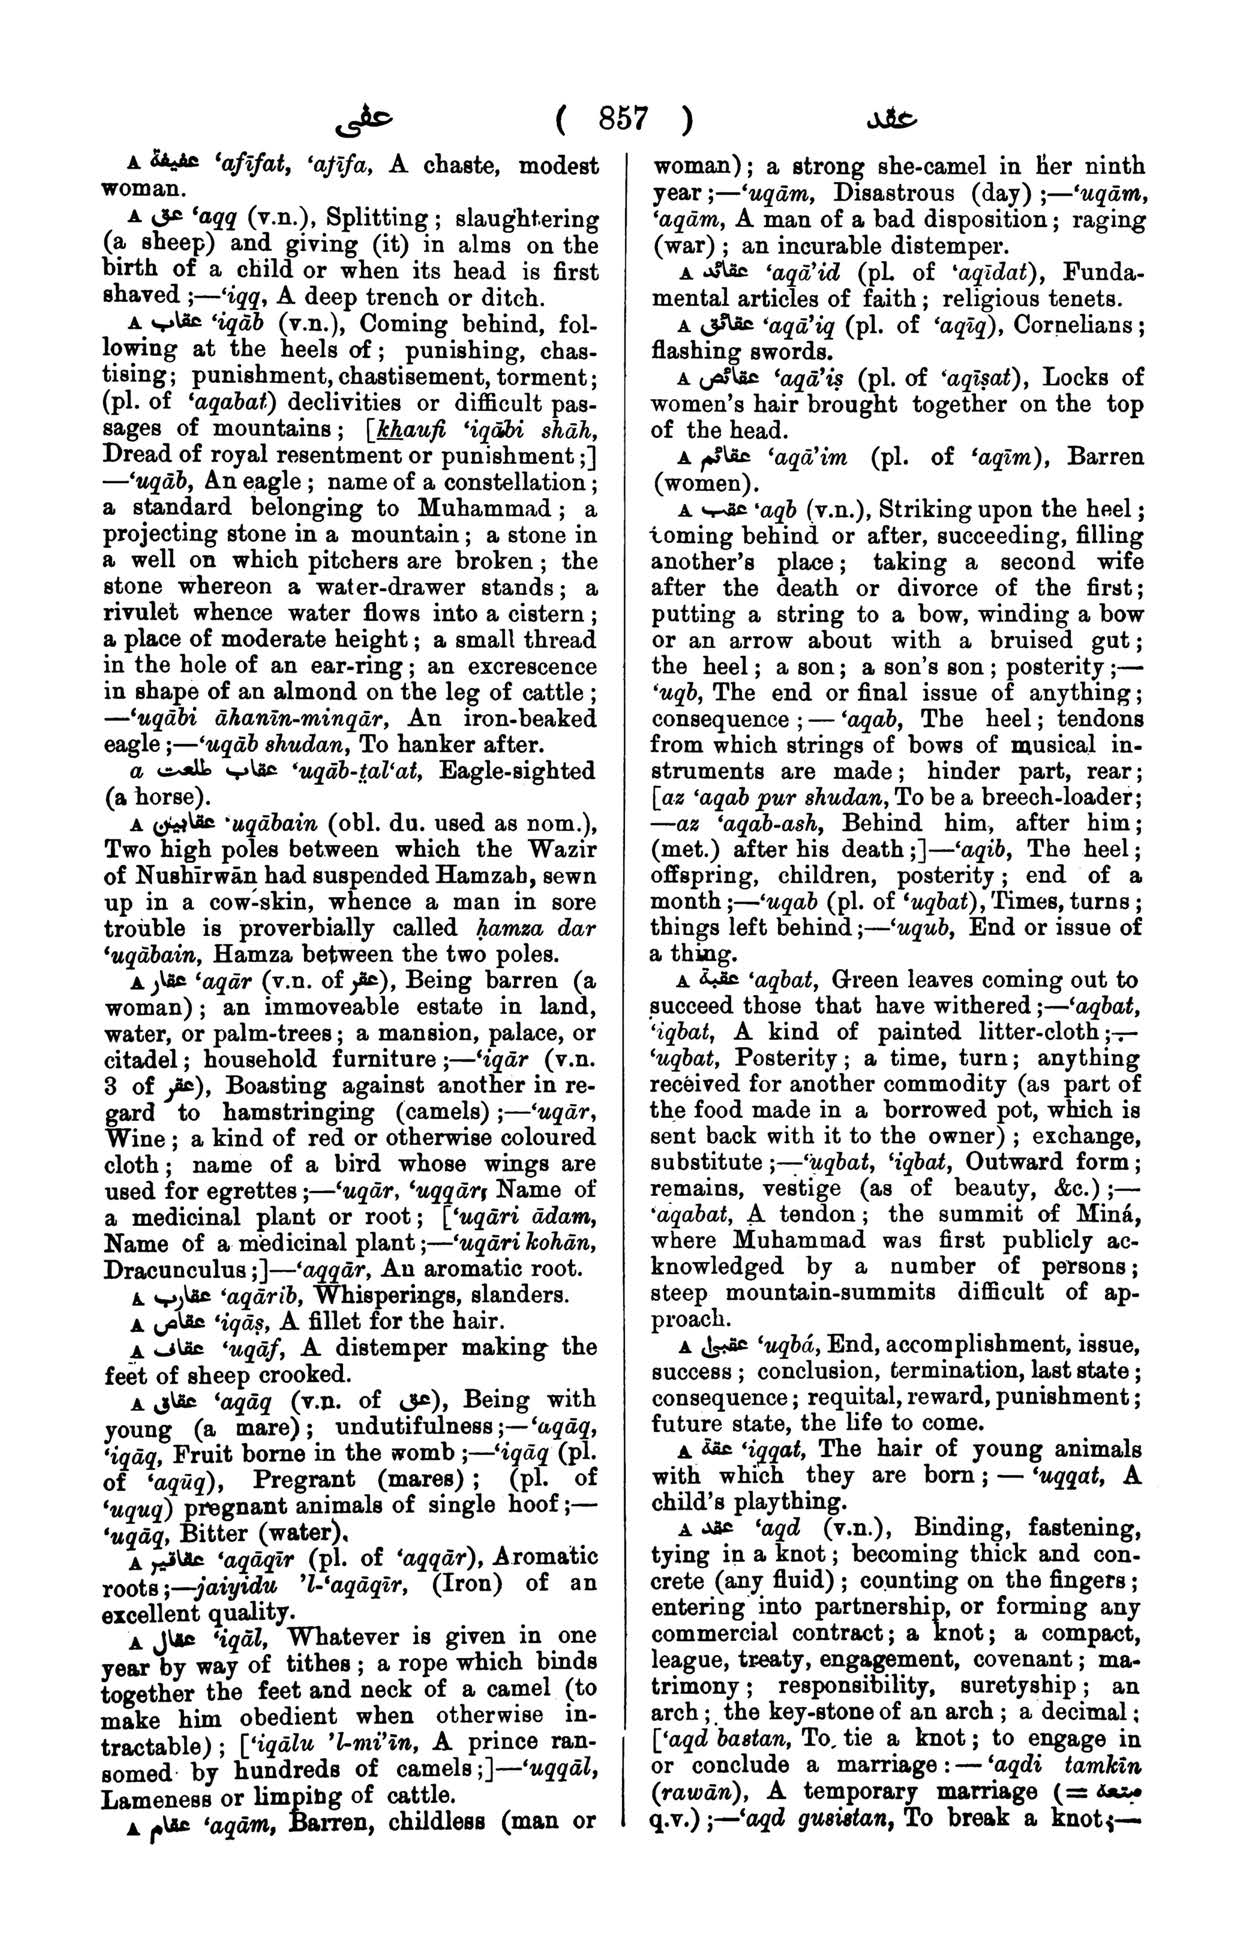 عفی ( 857 ) عقد
A عفيفة ‘afīfat, ‘afīfa, A chaste, modest
woman.
A عق ‘aqq (v.n.), Splitting; slaughtering
(a sheep) and giving (it) in alms on the
birth of a child or when its head is first
shaved;—‘iqq, A deep trench or ditch.
A عقاب ‘iqāb (v.n.), Coming behind, fol-
lowing at the heels of; punishing, chas-
tising; punishment, chastisement, torment;
(pl. of ‘aqabat) declivities or difficult pas-
sages of mountains; [khaufi ‘iqābi shāh,
Dread of royal resentment or punishment;]
—‘uqāb, An eagle; name of a constellation;
a standard belonging to Muhammad; a
projecting stone in a mountain; a stone in
a well on which pitchers are broken; the
stone whereon a water-drawer stands; a
rivulet whence water flows into a cistern;
a place of moderate height; a small thread
in the hole of an ear-ring; an excrescence
in shape of an almond on the leg of cattle;
—‘uqābi āhanīn-minqār, An iron-beaked
eagle;—‘uqāb shudan, To hanker after.
a عقاب طلعت ‘uqāb-t̤al‘at, Eagle-sighted
(a horse).
A عقابين ‘uqābain (obl. du. used as nom.),
Two high poles between which the Wazir
of Nushīrwān had suspended Hamzah, sewn
up in a cow-skin, whence a man in sore
trouble is proverbially called ḥamza dar
‘uqābain, Hamza between the two poles.
A عقار ‘aqār (v.n. of عقر), Being barren (a
woman); an immoveable estate in land,
water, or palm-trees; a mansion, palace, or
citadel; household furniture;—‘iqār (v.n.
3 of عقر), Boasting against another in re-
gard to hamstringing (camels);—‘uqār,
Wine; a kind of red or otherwise coloured
cloth; name of a bird whose wings are
used for egrettes;—‘uqār, ‘uqqār, Name of
a medicinal plant or root; [‘uqāri ādam,
Name of a medicinal plant;—‘uqāri kohān,
Dracunculus;]—‘aqqār, An aromatic root.
A عقارب ‘aqārib, Whisperings, slanders.
A عقاص ‘iqāṣ, A fillet for the hair.
A عقاف ‘uqāf, A distemper making the
feet of sheep crooked.
A عقاق ‘aqāq (v.n. of عق), Being with
young (a mare); undutifulness;—‘aqāq,
‘iqāq, Fruit borne in the womb;—‘iqāq (pl.
of ‘aqūq), Pregrant (mares); (pl. of
‘uquq) pregnant animals of single hoof;—
‘uqāq, Bitter (water).
A عقاقير ‘aqāqīr (pl. of ‘aqqār), Aromatic
roots;—jaiyidu ’l-‘aqāqīr, (Iron) of an
excellent quality.
A عقال ‘iqāl, Whatever is given in one
year by way of tithes; a rope which binds
together the feet and neck of a camel (to
make him obedient when otherwise in-
tractable); [‘iqālu ’l-mi’īn, A prince ran-
somed by hundreds of camels;]—‘uqqāl,
Lameness or limping of cattle.
A عقام ‘aqām, Barren, childless (man or
woman); a strong she-camel in her ninth
year;—‘uqām, Disastrous (day);—‘uqām,
‘aqām, A man of a bad disposition; raging
(war); an incurable distemper.
A عقائد ‘aqā’id (pl. of ‘aqīdat), Funda-
mental articles of faith; religious tenets.
A عقائق ‘aqā’iq (pl. of ‘aqīq), Cornelians;
flashing swords.
A عقائص ‘aqā’iṣ (pl. of ‘aqīṣat), Locks of
women’s hair brought together on the top
of the head.
A عقائم ‘aqā’im (pl. of ‘aqīm), Barren
(women).
A عقب ‘aqb (v.n.), Striking upon the heel;
coming behind or after, succeeding, filling
another’s place; taking a second wife
after the death or divorce of the first;
putting a string to a bow, winding a bow
or an arrow about with a bruised gut;
the heel; a son; a son’s son; posterity;—
‘uqb, The end or final issue of anything;
consequence;—‘aqab, The heel; tendons
from which strings of bows of musical in-
struments are made; hinder part, rear;
[az ‘aqab pur shudan, To be a breech-loader;
—az ‘aqab-ash, Behind him, after him;
(met.) after his death;]—‘aqib, The heel;
offspring, children, posterity; end of a
month;—‘uqab (pl. of ‘uqbat), Times, turns;
things left behind;—‘uqub, End or issue of
a thing.
A عقبة ‘aqbat, Green leaves coming out to
succeed those that have withered;—‘aqbat,
‘iqbat, A kind of painted litter-cloth;—
‘uqbat, Posterity; a time, turn; anything
received for another commodity (as part of
the food made in a borrowed pot, which is
sent back with it to the owner); exchange,
substitute;—‘uqbat, ‘iqbat, Outward form;
remains, vestige (as of beauty, &c.);—
‘aqabat, A tendon; the summit of Miná,
where Muhammad was first publicly ac-
knowledged by a number of persons;
steep mountain-summits difficult of ap-
proach.
A عقبىٰ ‘uqbá, End, accomplishment, issue,
success; conclusion, termination, last state;
consequence; requital, reward, punishment;
future state, the life to come.
A عقة ‘iqqat, The hair of young animals
with which they are born;—‘uqqat, A
child’s plaything.
A عقد ‘aqd (v.n.), Binding, fastening,
tying in a knot; becoming thick and con-
crete (any fluid); counting on the fingers;
entering into partnership, or forming any
commercial contract; a knot; a compact,
league, treaty, engagement, covenant; ma-
trimony; responsibility, suretyship; an
arch; the key-stone of an arch; a decimal;
[‘aqd bastan, To tie a knot; to engage in
or conclude a marriage:—‘aqdi tamkīn
(rawān), A temporary marriage (= متعة
q.v.);—‘aqd gusistan, To break a knot;—